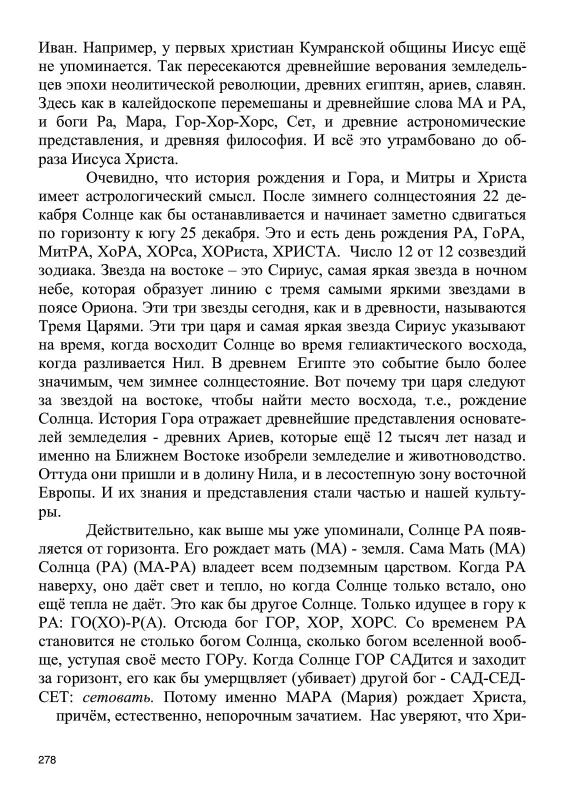 Иван. Например, у первых христиан Кумранской общины Иисус ещё
не упоминается. Так пересекаются древнейшие верования земледель-
цев эпохи неолитической революции, древних египтян, ариев, славян.
Здесь как в калейдоскопе перемешаны и древнейшие слова МА и РА,
и боги Ра, Мара, Гор-Хор-Хорс, Сет, и древние астрономические
представления, и древняя философия. И всё это утрамбовано до об-
раза Иисуса Христа.
Очевидно, что история рождения и Гора, и Митры и Христа
имеет астрологический смысл. После зимнего солнцестояния 22 де-
кабря Солнце как бы останавливается и начинает заметно сдвигаться
по горизонту к югу 25 декабря. Это и есть день рождения РА, ГоРА,
МитРА, ХоРА, ХОРса, ХОРиста, ХРИСТА. Число 12 от 12 созвездий
зодиака. Звезда на востоке – это Сириус, самая яркая звезда в ночном
небе, которая образует линию с тремя самыми яркими звездами в
поясе Ориона. Эти три звезды сегодня, как и в древности, называются
Тремя Царями. Эти три царя и самая яркая звезда Сириус указывают
на время, когда восходит Солнце во время гелиактического восхода,
когда разливается Нил. В древнем Египте это событие было более
значимым, чем зимнее солнцестояние. Вот почему три царя следуют
за звездой на востоке, чтобы найти место восхода, т.е., рождение
Солнца. История Гора отражает древнейшие представления основате-
лей земледелия - древних Ариев, которые ещё 12 тысяч лет назад и
именно на Ближнем Востоке изобрели земледелие и животноводство.
Оттуда они пришли и в долину Нила, и в лесостепную зону восточной
Европы. И их знания и представления стали частью и нашей культу-
ры.
Действительно, как выше мы уже упоминали, Солнце РА появ-
ляется от горизонта. Его рождает мать (МА) - земля. Сама Мать (МА)
Солнца (РА) (МА-РА) владеет всем подземным царством. Когда РА
наверху, оно даёт свет и тепло, но когда Солнце только встало, оно
ещё тепла не даёт. Это как бы другое Солнце. Только идущее в гору к
РА: ГО(ХО)-Р(А). Отсюда бог ГОР, ХОР, ХОРС. Со временем РА
становится не столько богом Солнца, сколько богом вселенной вооб-
ще, уступая своё место ГОРу. Когда Солнце ГОР САДится и заходит
за горизонт, его как бы умерщвляет (убивает) другой бог - САД-СЕД-
СЕТ: сетовать. Потому именно МАРА (Мария) рождает Христа,
причём, естественно, непорочным зачатием. Нас уверяют, что Хри-
278